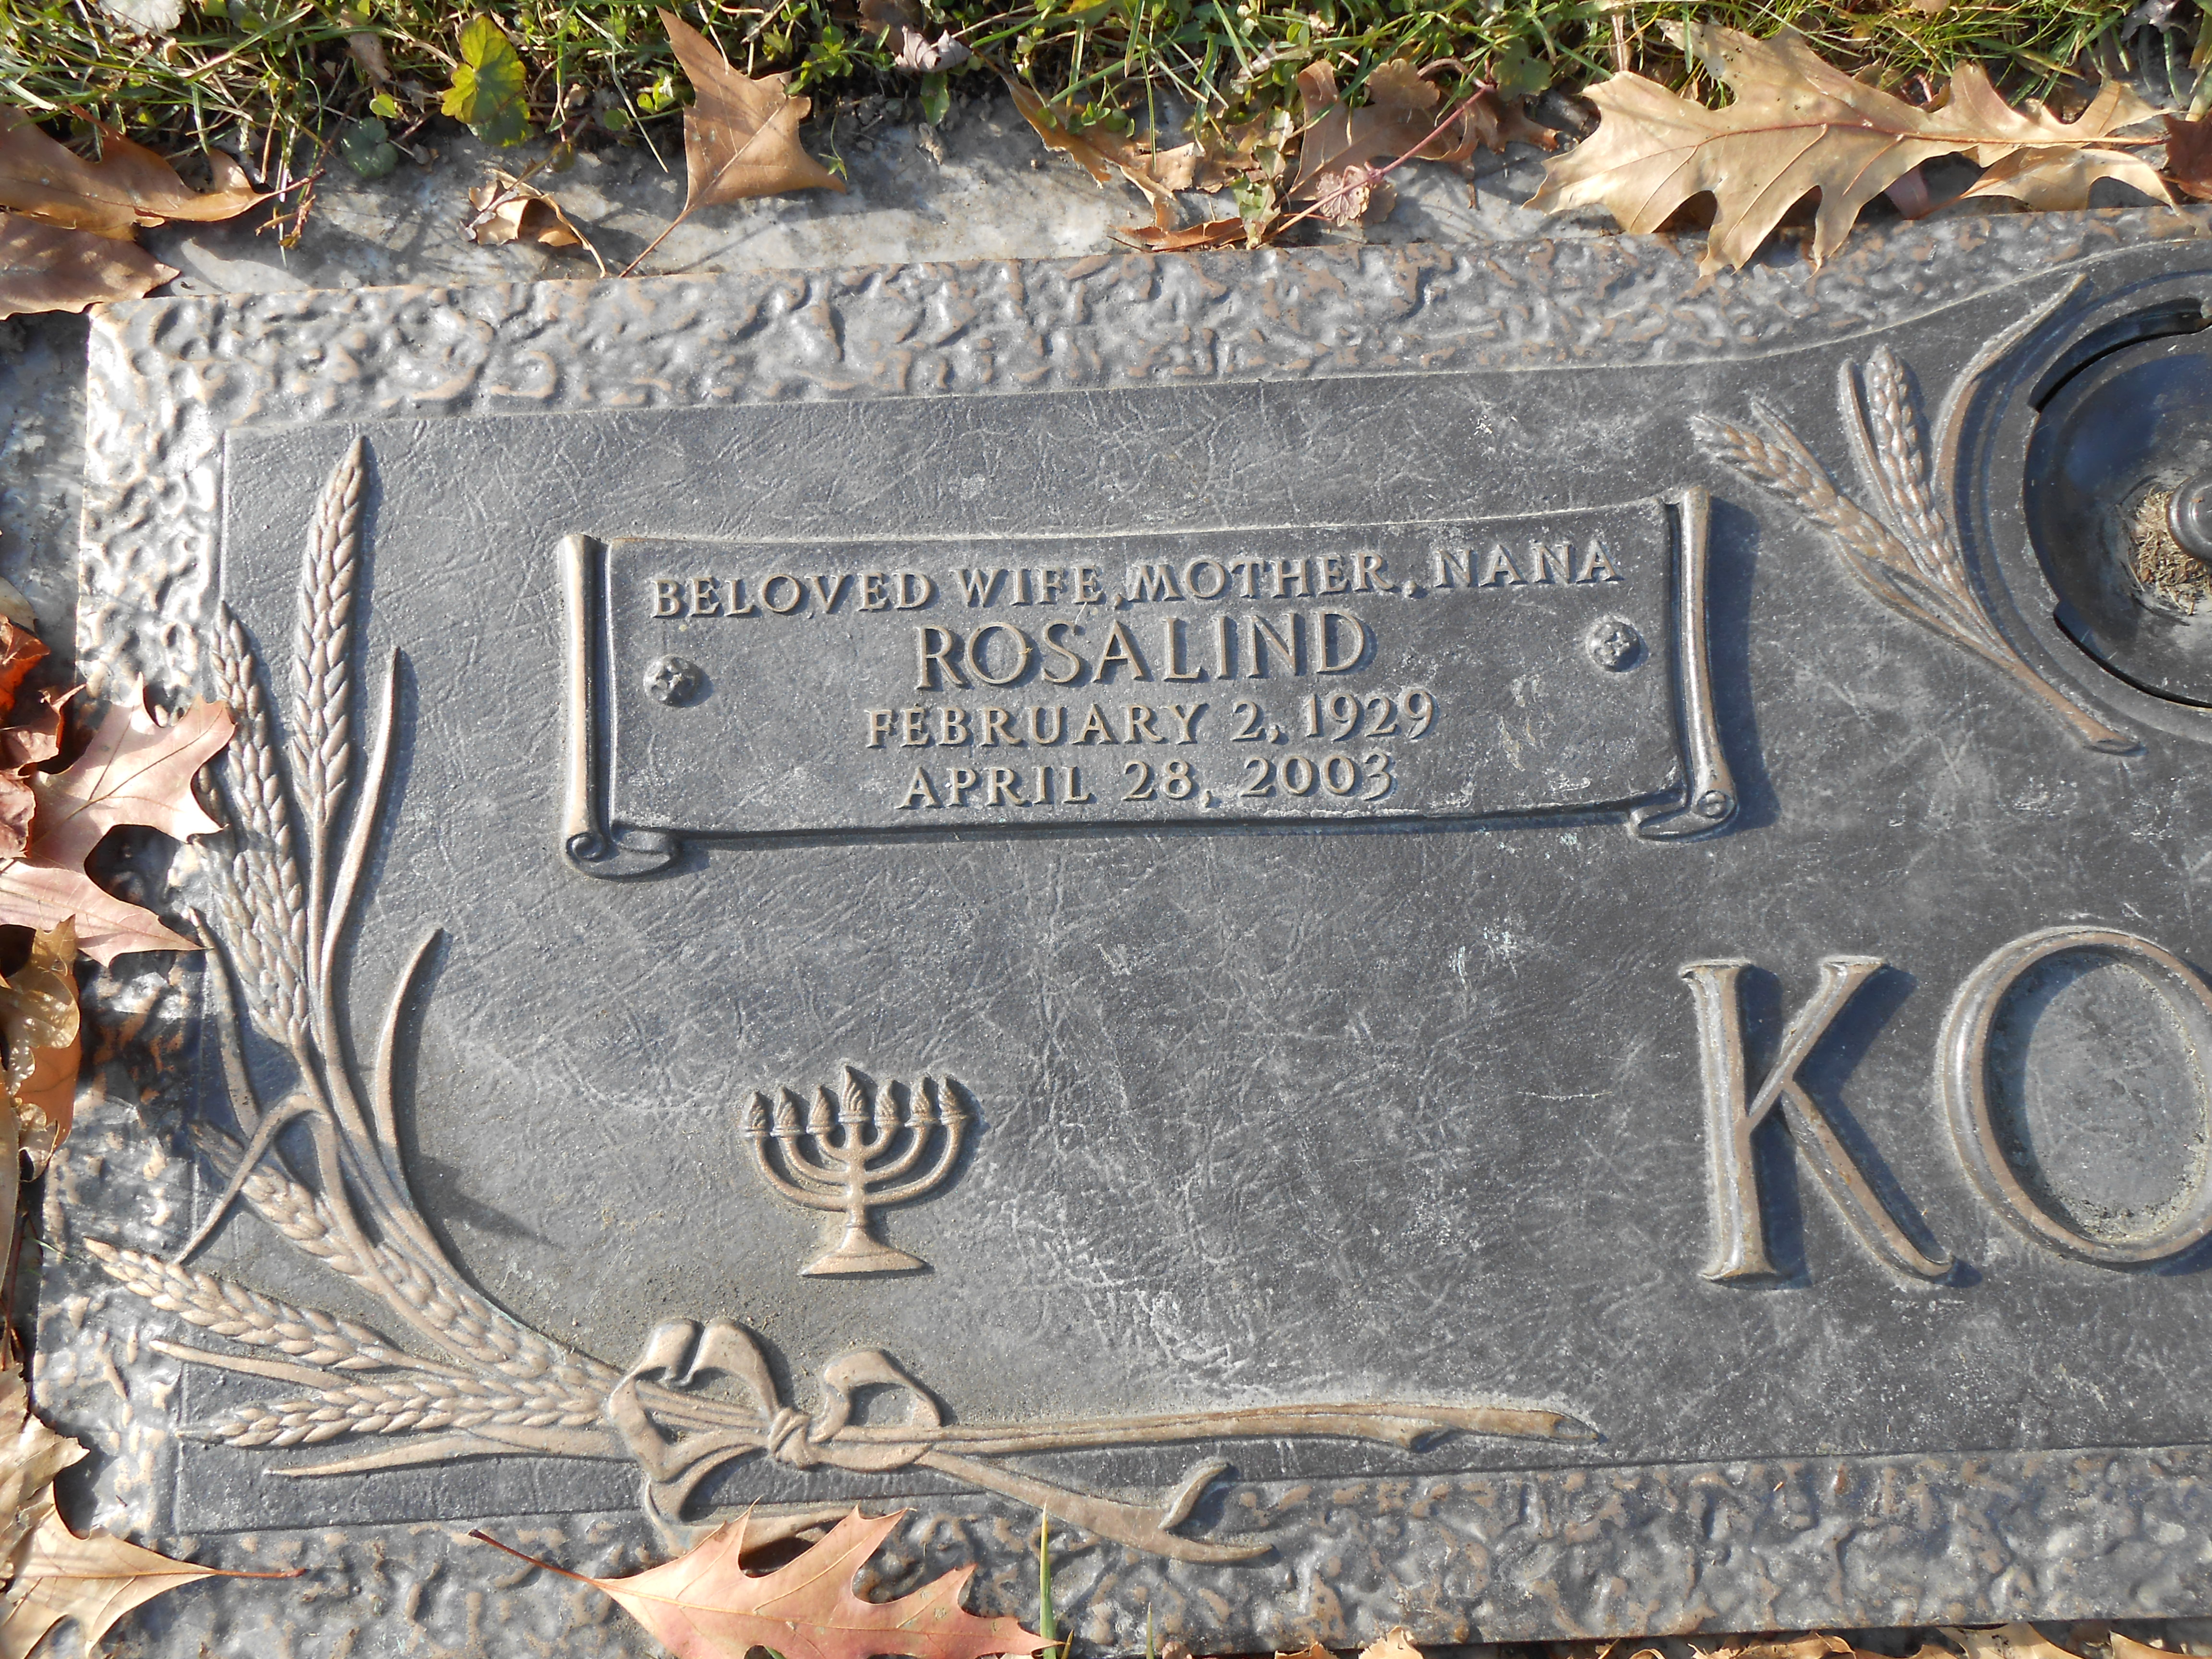 BELOVED WIFE, MOTHER, NANA
ROSALIND
FEBRUARY 2, 1929
APRIL 28, 2003
KO